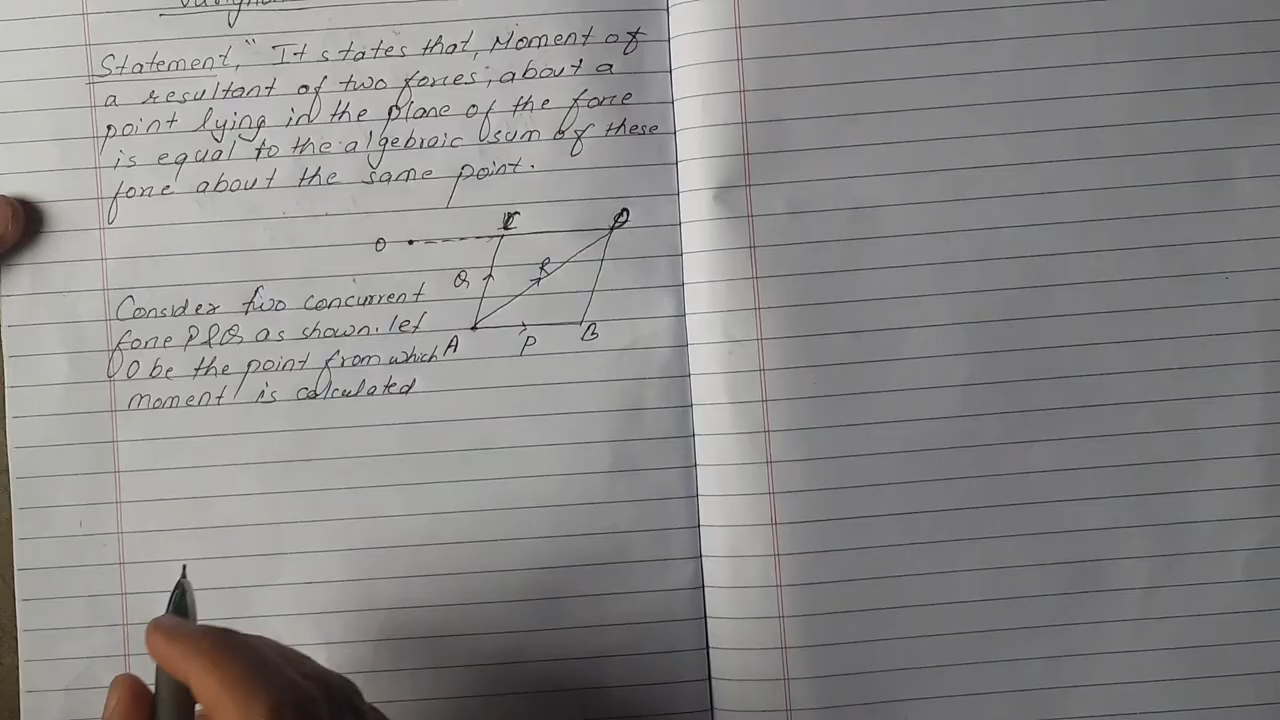 Statement, "It states that, Moment of
a resultant of two forces, about a
point lying in the plane of the force
is equal to the algebraic sum of these
force about the same point.
O
C
D
Q
R
Consider two concurrent
force P & Q as shown. let
A
P
B
O be the point from which
moment is calculated